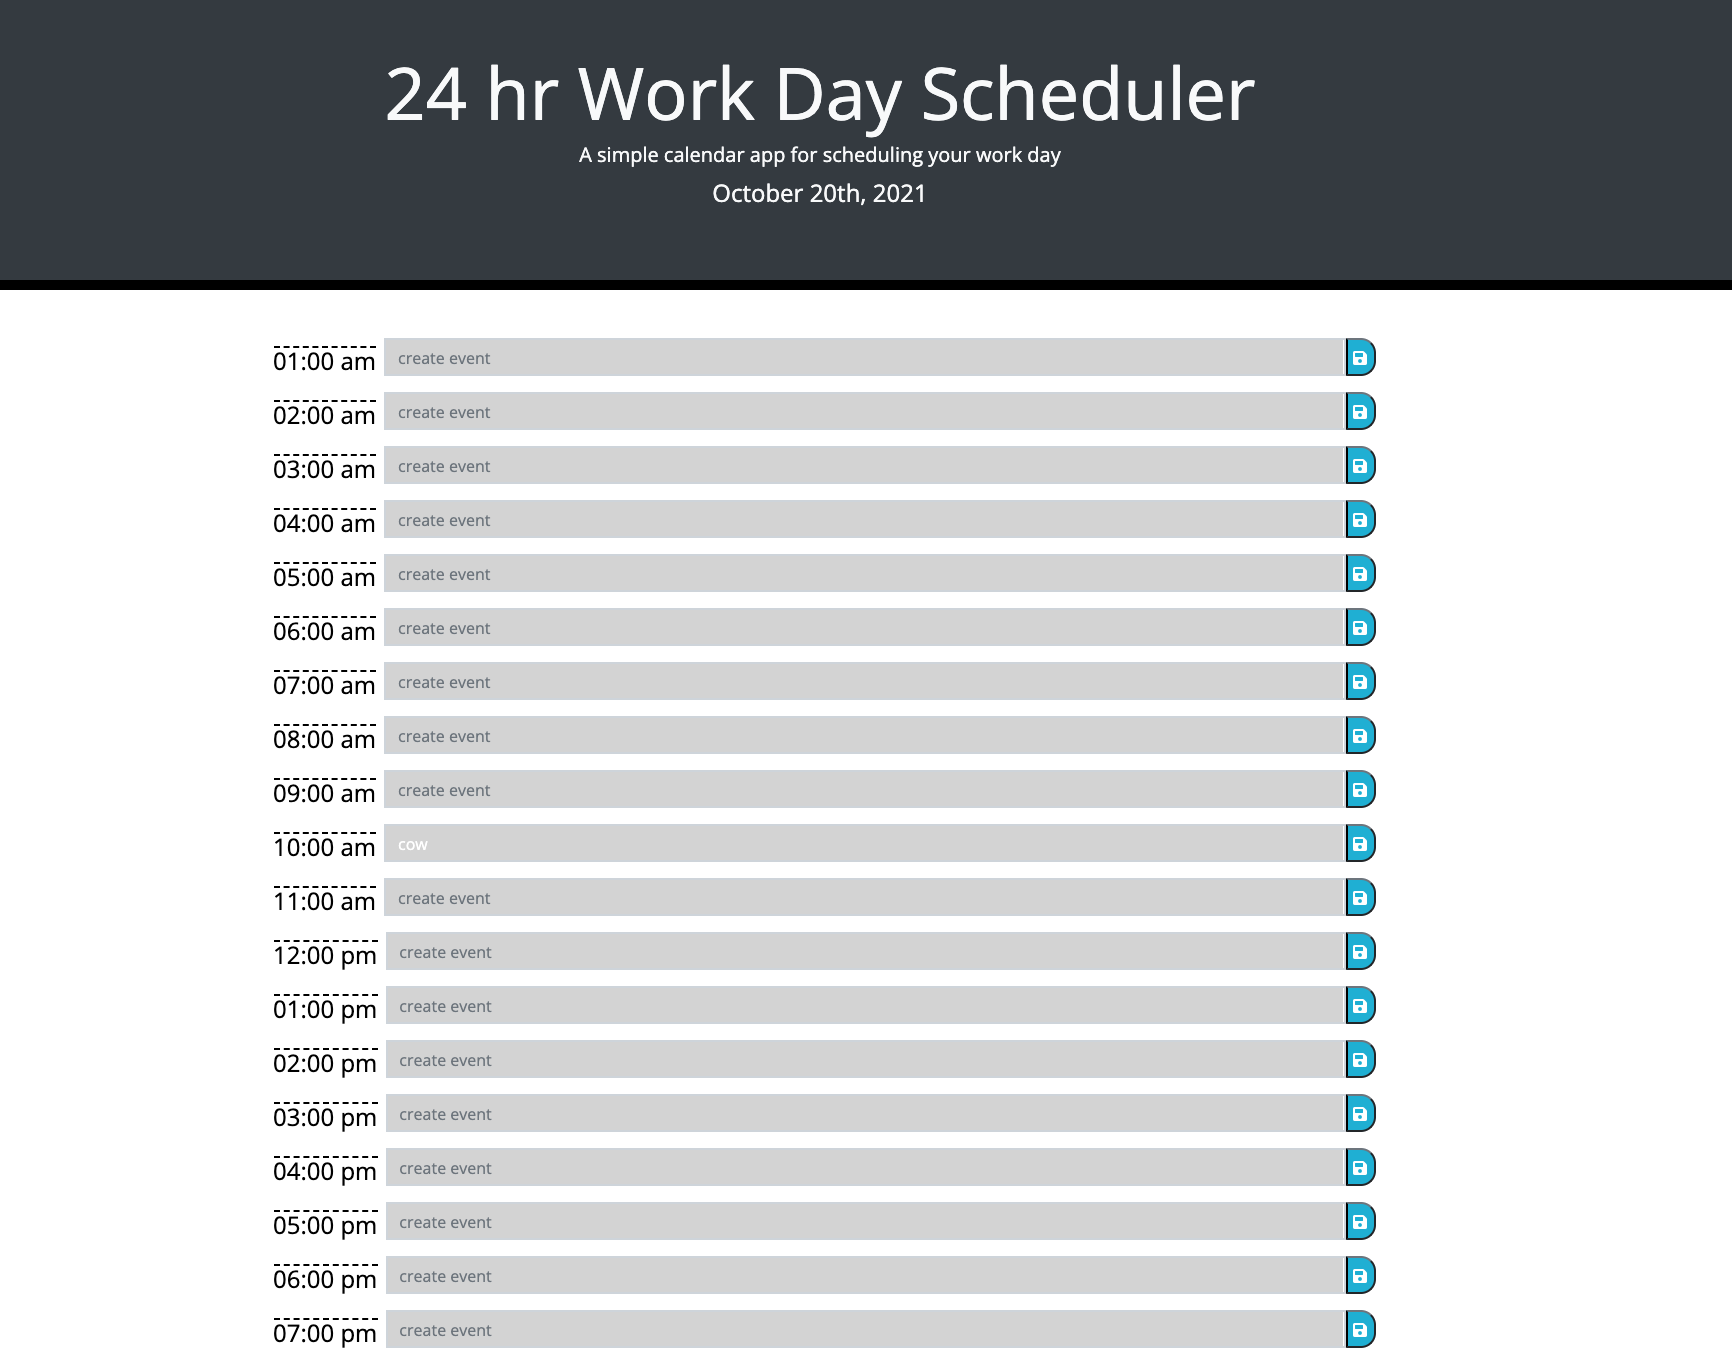 24 hr Work Day Scheduler
A simple calendar app for scheduling your work day
October 20th, 2021
01:00 am create event
02:00 am create event
03:00 am create event
04:00 am create event
05:00 am create event
06:00 am create event
07:00 am create event
08:00 am create event
09:00 am create event
10:00 am cow
11:00 am create event
12:00 pm create event
01:00 pm create event
02:00 pm create event
03:00 pm create event
04:00 pm create event
05:00 pm create event
06:00 pm create event
07:00 pm create event